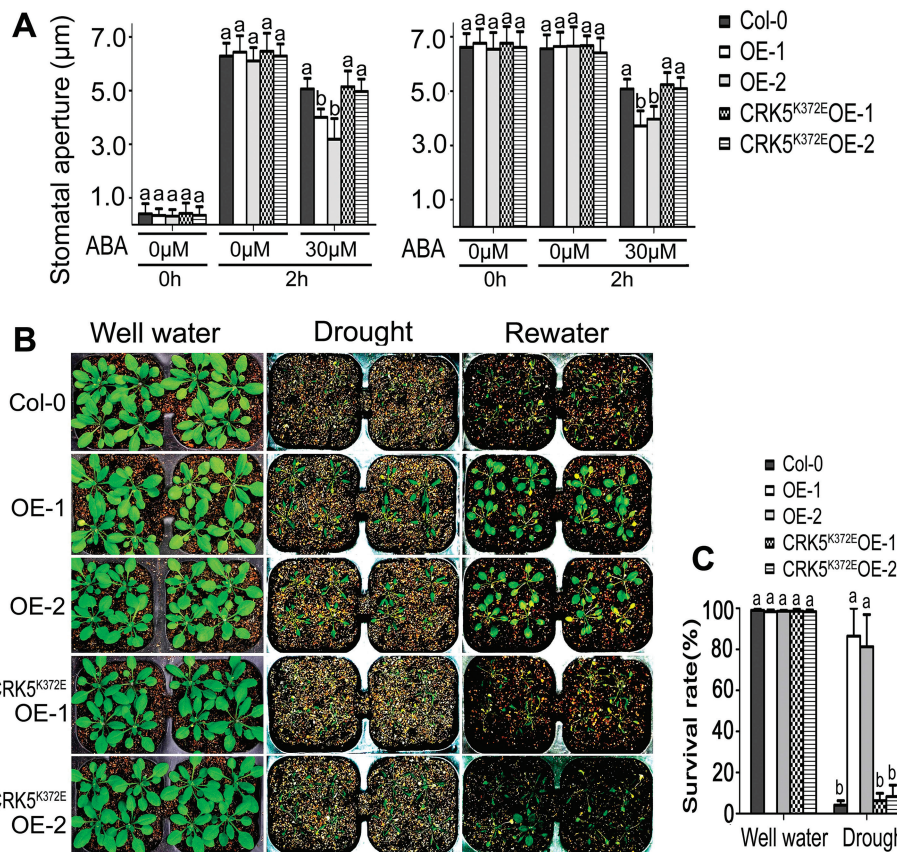 A
Stomatal aperture (μm)
7.0
5.0
3.0
1.0
a a a a a
a a a a a
a b b a a
ABA
0μM
0μM
30μM
0h
2h
7.0
5.0
3.0
1.0
a a a a a
a a a a a
a b b a a
ABA
0μM
0μM
30μM
0h
2h
Col-0
OE-1
OE-2
CRK5K372EOE-1
CRK5K372EOE-2
B
Well water
Drought
Rewater
Col-0
OE-1
OE-2
CRK5K372E
OE-1
CRK5K372E
OE-2
C
Col-0
OE-1
OE-2
CRK5K372EOE-1
CRK5K372EOE-2
Survival rate(%)
100
80
60
40
20
0
a a a a a
b a a b b
Well water
Drough